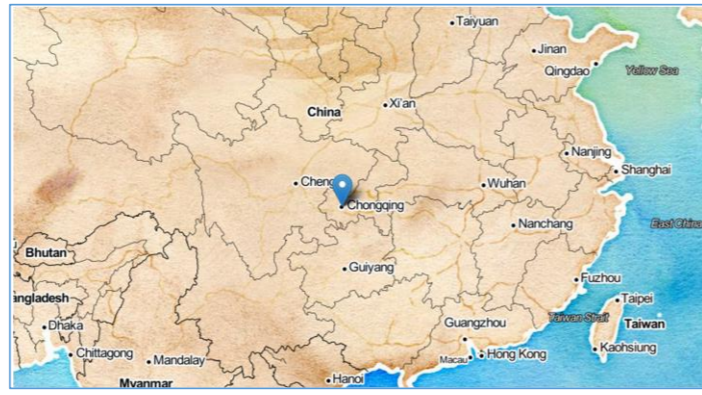 Taiyuan
Jinan
Qingdao
Yellow Sea
Xi'an
China
Nanjing
Shanghai
Cheng
Wuhan
Chongqing
Nanchang
East China
Bhutan
Guiyang
Fuzhou
angladesh
Taipei
Taiwan Strait
Taiwan
Dhaka
Guangzhou
Chittagong
Mandalay
Macau
Hong Kong
Kaohsiung
Hanoi
Myanmar